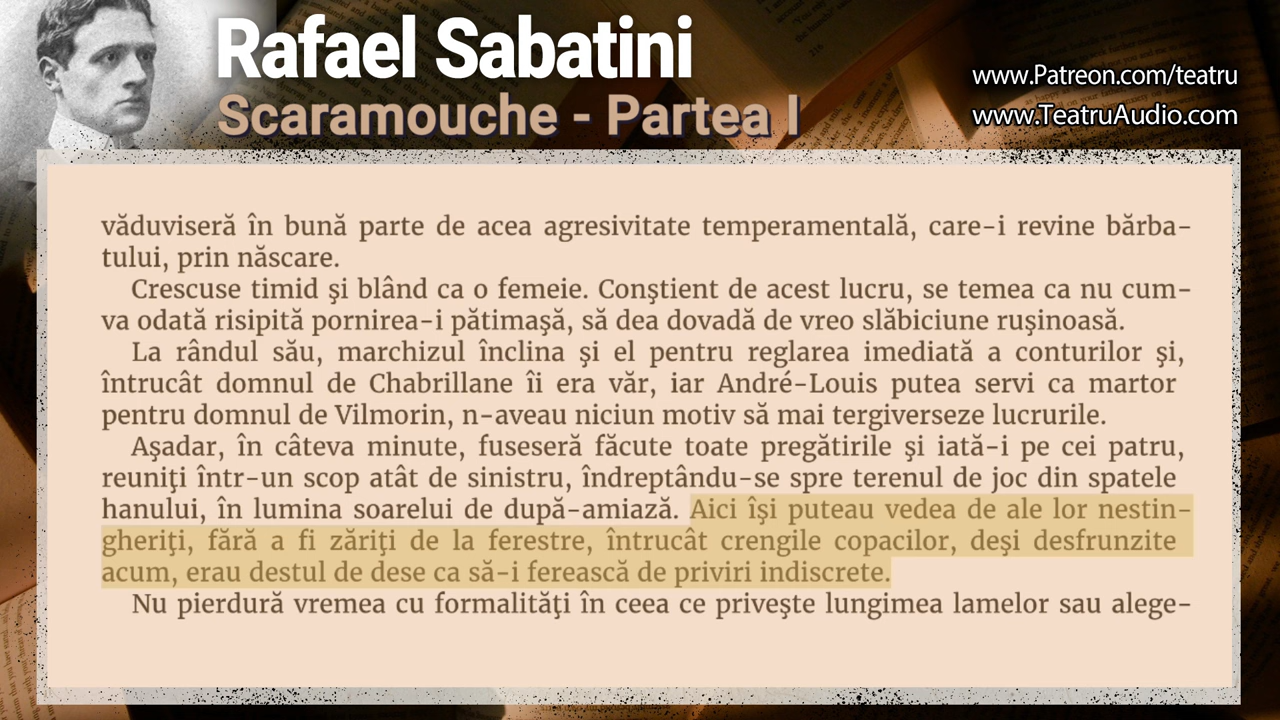 Rafael Sabatini
Scaramouche - Partea I
www.Patreon.com/teatru
www.TeatruAudio.com
văduviseră în bună parte de acea agresivitate temperamentală, care-i revine bărba-
tului, prin născare.
Crescuse timid şi blând ca o femeie. Conştient de acest lucru, se temea ca nu cum-
va odată risipită pornirea-i pătimaşă, să dea dovadă de vreo slăbiciune ruşinoasă.
La rândul său, marchizul înclina şi el pentru reglarea imediată a conturilor şi,
întrucât domnul de Chabrillane îi era văr, iar André-Louis putea servi ca martor
pentru domnul de Vilmorin, n-aveau niciun motiv să mai tergiverseze lucrurile.
Aşadar, în câteva minute, fuseseră făcute toate pregătirile şi iată-i pe cei patru,
reuniţi într-un scop atât de sinistru, îndreptându-se spre terenul de joc din spatele
hanului, în lumina soarelui de după-amiază. Aici îşi puteau vedea de ale lor nestin-
gheriţi, fără a fi zăriţi de la ferestre, întrucât crengile copacilor, deşi desfrunzite
acum, erau destul de dese ca să-i ferească de priviri indiscrete.
Nu pierdură vremea cu formalităţi în ceea ce priveşte lungimea lamelor sau alege-